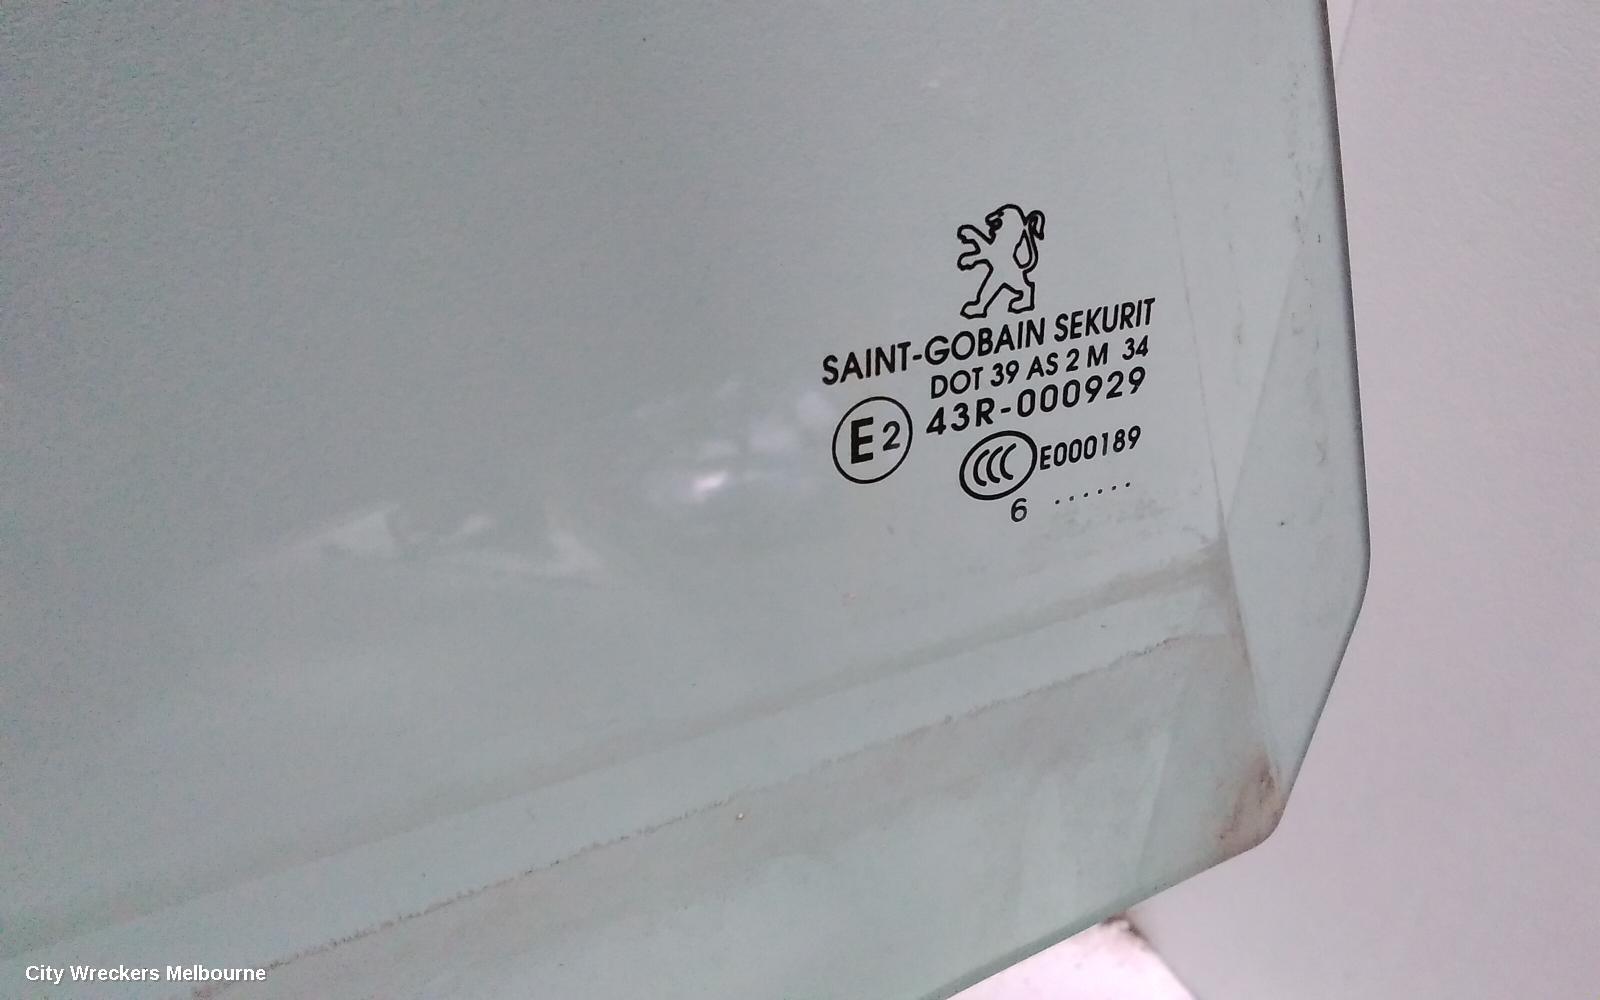 SAINT-GOBAIN SEKURIT
DOT 39 AS 2 M 34
E2 43R-000929
CCC E000189
6 ......
City Wreckers Melbourne